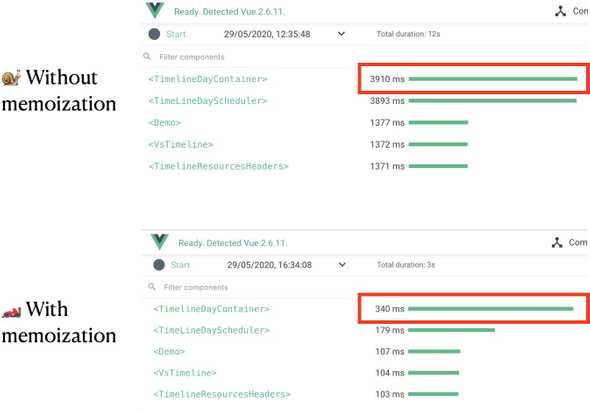 Ready. Detected Vue 2.6.11.
Start 29/05/2020, 12:35:48 Total duration: 12s
Filter components
Without memoization
<TimelineDayContainer> 3910 ms
<TimeLineDayScheduler> 3893 ms
<Demo> 1377 ms
<VsTimeline> 1372 ms
<TimelineResourcesHeaders> 1371 ms
Ready. Detected Vue 2.6.11.
Com
Start 29/05/2020, 16:34:08 Total duration: 3s
Filter components
With
memoization
<TimelineDayContainer> 340 ms
<TimeLineDayScheduler> 179 ms
<Demo> 107 ms
<VsTimeline> 104 ms
<TimelineResourcesHeaders> 103 ms